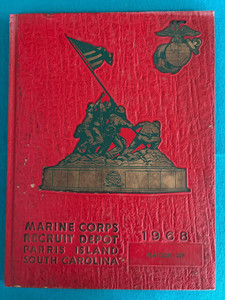 MARINE CORPS
RECRUIT DEPOT
PARRIS ISLAND
SOUTH CAROLINA
1968